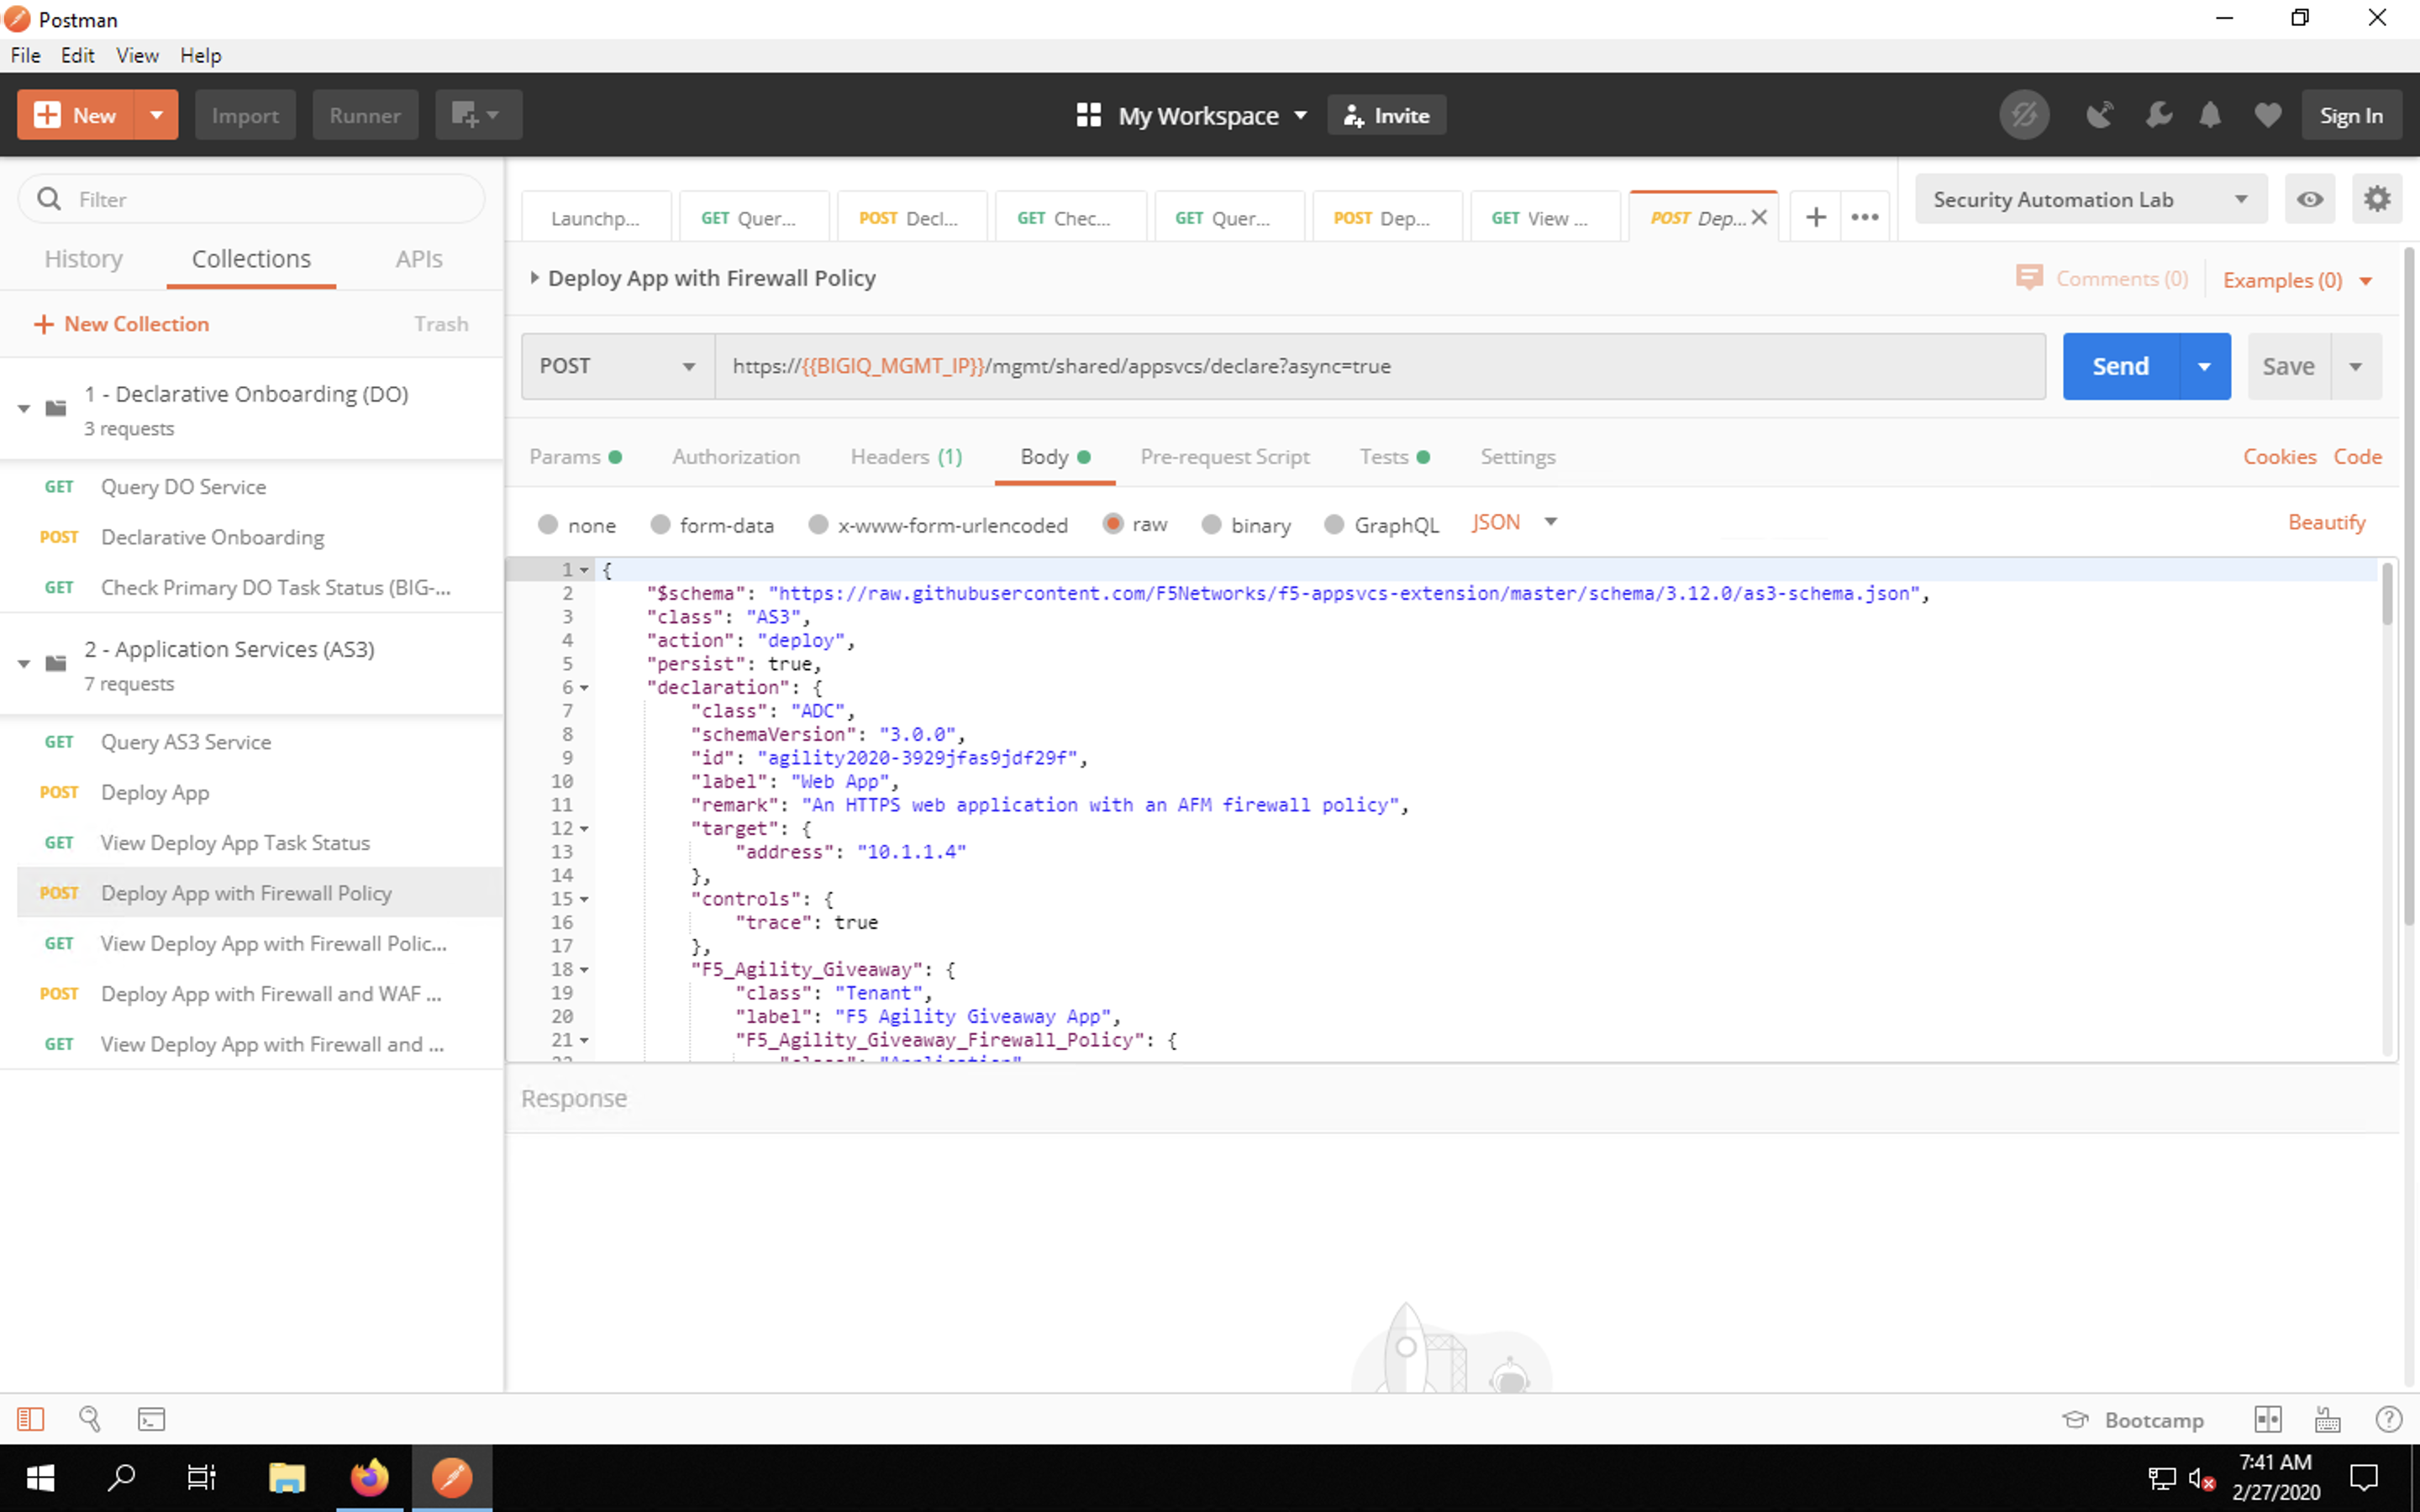 Postman
File Edit View Help
New Import Runner My Workspace Invite Sign In
Filter
History Collections APIs
+ New Collection Trash
1 - Declarative Onboarding (DO)
3 requests
GET Query DO Service
POST Declarative Onboarding
GET Check Primary DO Task Status (BIG-...
2 - Application Services (AS3)
7 requests
GET Query AS3 Service
POST Deploy App
GET View Deploy App Task Status
POST Deploy App with Firewall Policy
GET View Deploy App with Firewall Polic...
POST Deploy App with Firewall and WAF ...
GET View Deploy App with Firewall and ...
Launchp... GET Quer... POST Decl... GET Chec... GET Quer... POST Dep... GET View ... POST Dep... Security Automation Lab
Deploy App with Firewall Policy Comments (0) Examples (0)
POST https://{{BIGIQ_MGMT_IP}}/mgmt/shared/appsvcs/declare?async=true Send Save
Params Authorization Headers (1) Body Pre-request Script Tests Settings Cookies Code
none form-data x-www-form-urlencoded raw binary GraphQL JSON Beautify
1 {
2 "$schema": "https://raw.githubusercontent.com/F5Networks/f5-appsvcs-extension/master/schema/3.12.0/as3-schema.json",
3 "class": "AS3",
4 "action": "deploy",
5 "persist": true,
6 "declaration": {
7 "class": "ADC",
8 "schemaVersion": "3.0.0",
9 "id": "agility2020-3929jfas9jdf29f",
10 "label": "Web App",
11 "remark": "An HTTPS web application with an AFM firewall policy",
12 "target": {
13 "address": "10.1.1.4"
14 },
15 "controls": {
16 "trace": true
17 },
18 "F5_Agility_Giveaway": {
19 "class": "Tenant",
20 "label": "F5 Agility Giveaway App",
21 "F5_Agility_Giveaway_Firewall_Policy": {
Response
Bootcamp
7:41 AM
2/27/2020